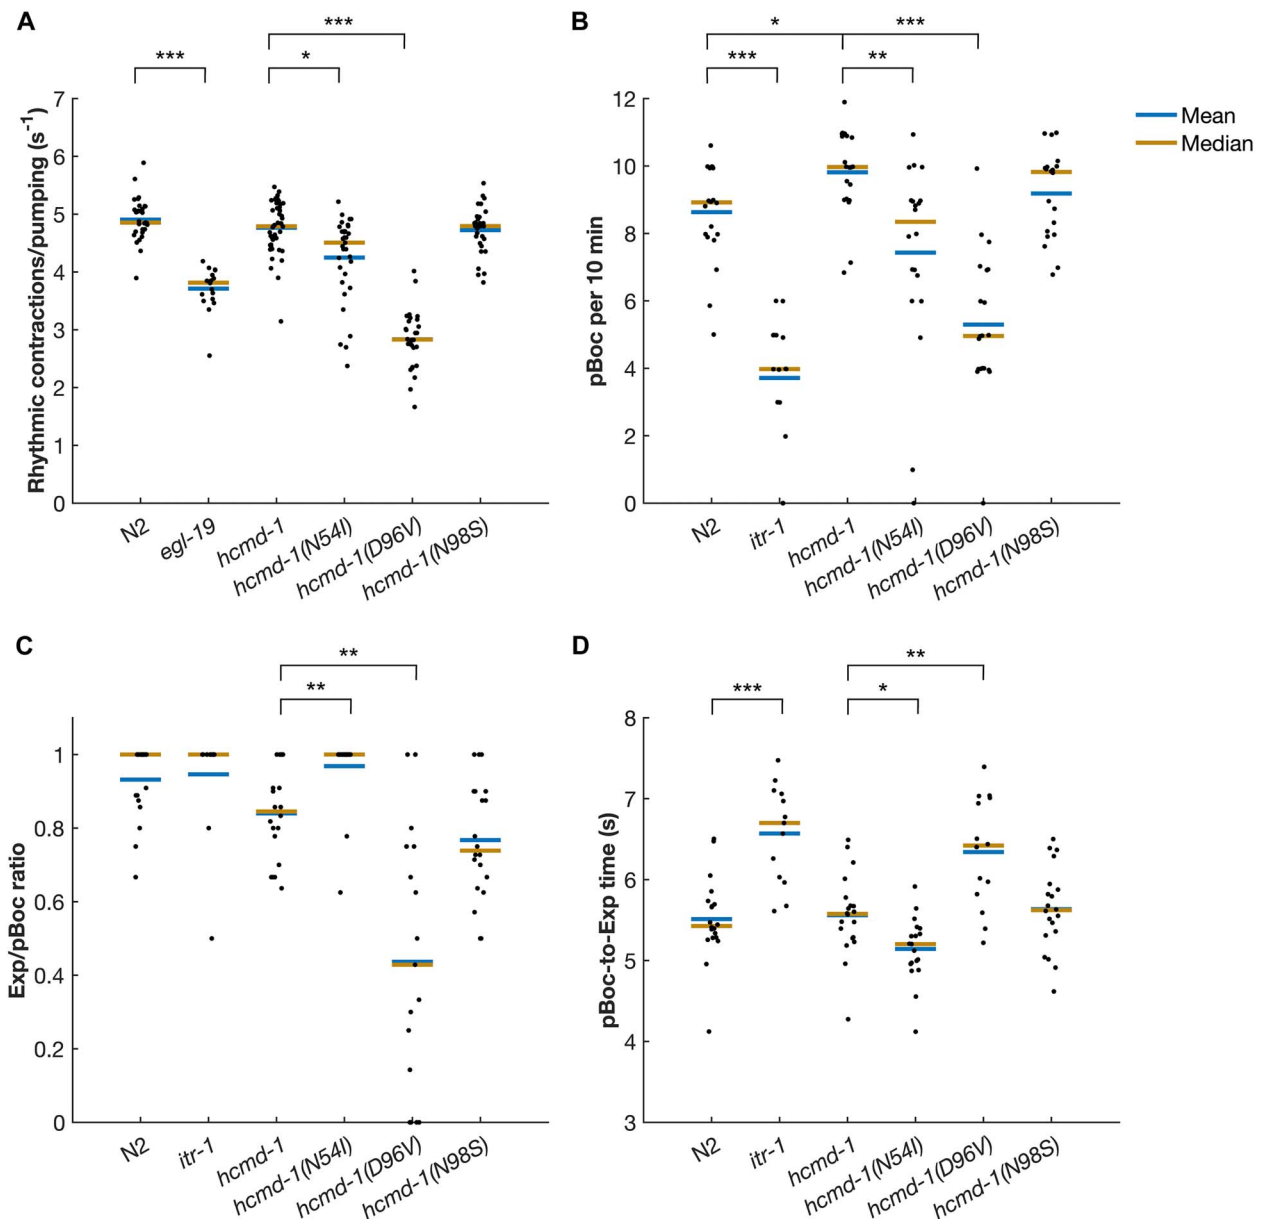 A
***
***
*
Rhythmic contractions/pumping (s-1)
7
6
5
4
3
2
1
0
N2
egl-19
hcmd-1
hcmd-1(N54I)
hcmd-1(D96V)
hcmd-1(N98S)
B
*
***
***
**
pBoc per 10 min
12
10
8
6
4
2
0
N2
itr-1
hcmd-1
hcmd-1(N54I)
hcmd-1(D96V)
hcmd-1(N98S)
Mean
Median
C
**
**
Exp/pBoc ratio
1
0.8
0.6
0.4
0.2
0
N2
itr-1
hcmd-1
hcmd-1(N54I)
hcmd-1(D96V)
hcmd-1(N98S)
D
**
***
*
pBoc-to-Exp time (s)
8
7
6
5
4
3
N2
itr-1
hcmd-1
hcmd-1(N54I)
hcmd-1(D96V)
hcmd-1(N98S)